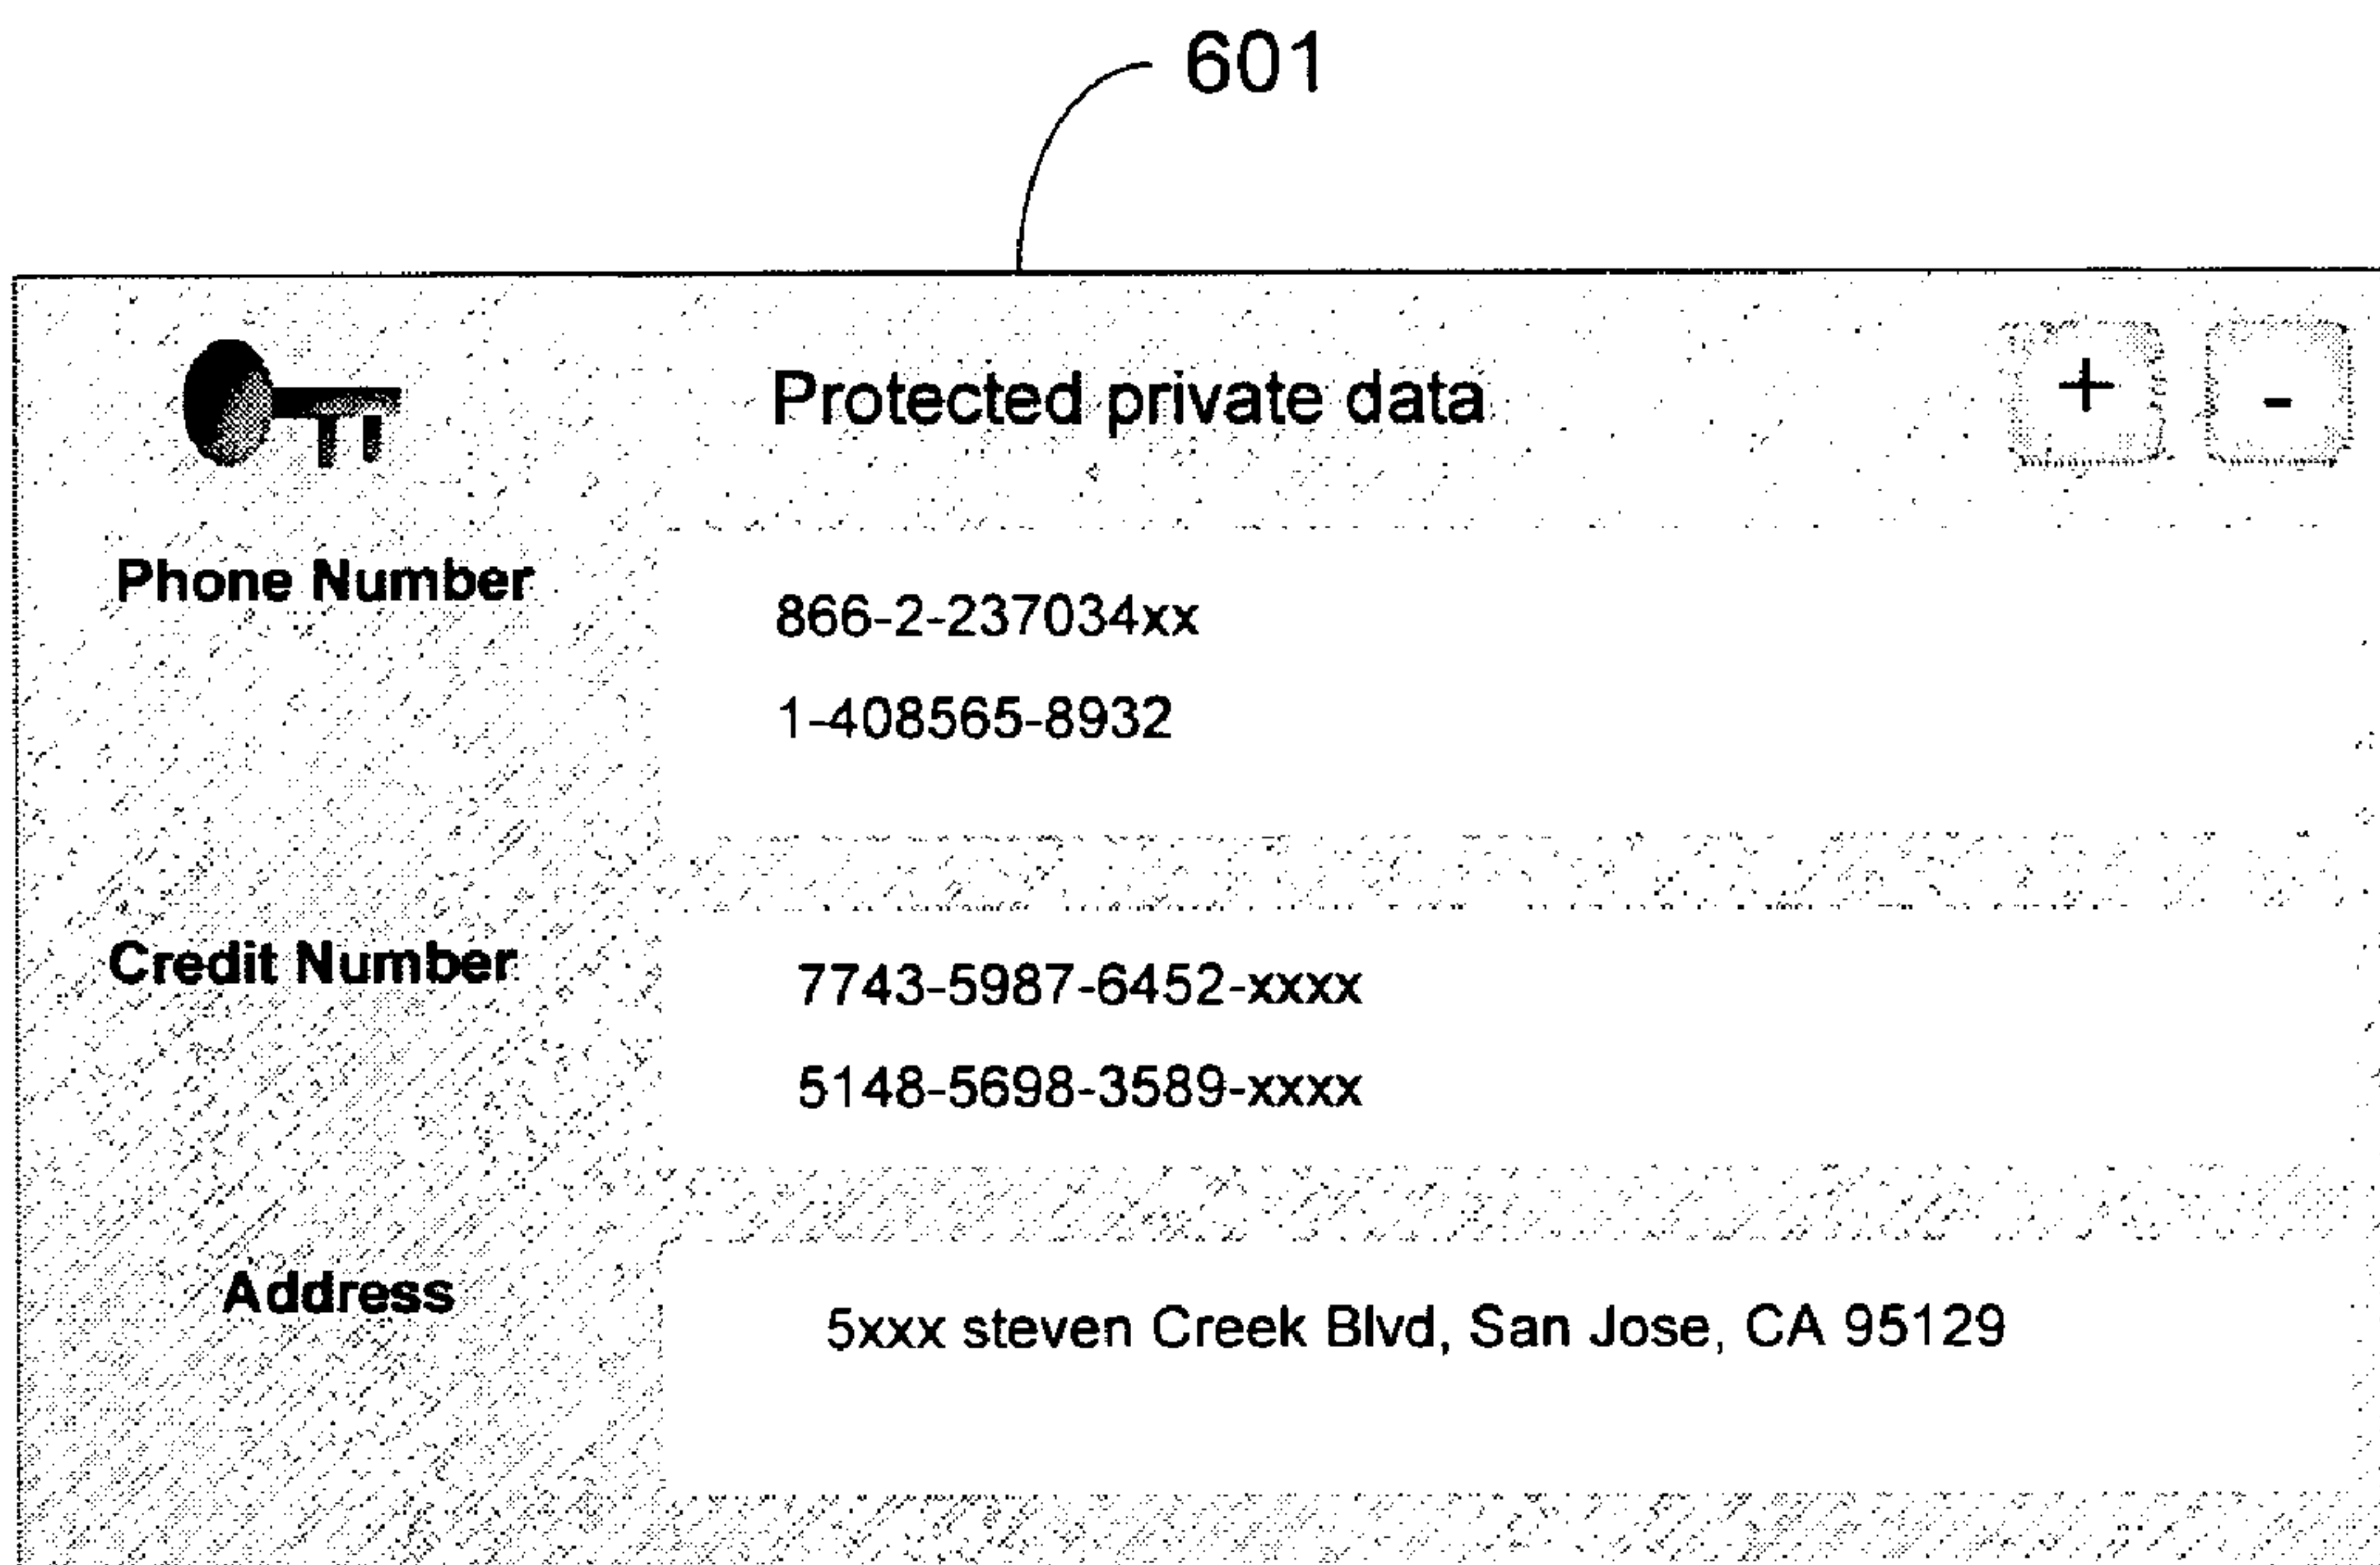 601
Protected private data
+ -
Phone Number
866-2-237034xx
1-408565-8932
Credit Number
7743-5987-6452-xxxx
5148-5698-3589-xxxx
Address
5xxx steven Creek Blvd, San Jose, CA 95129